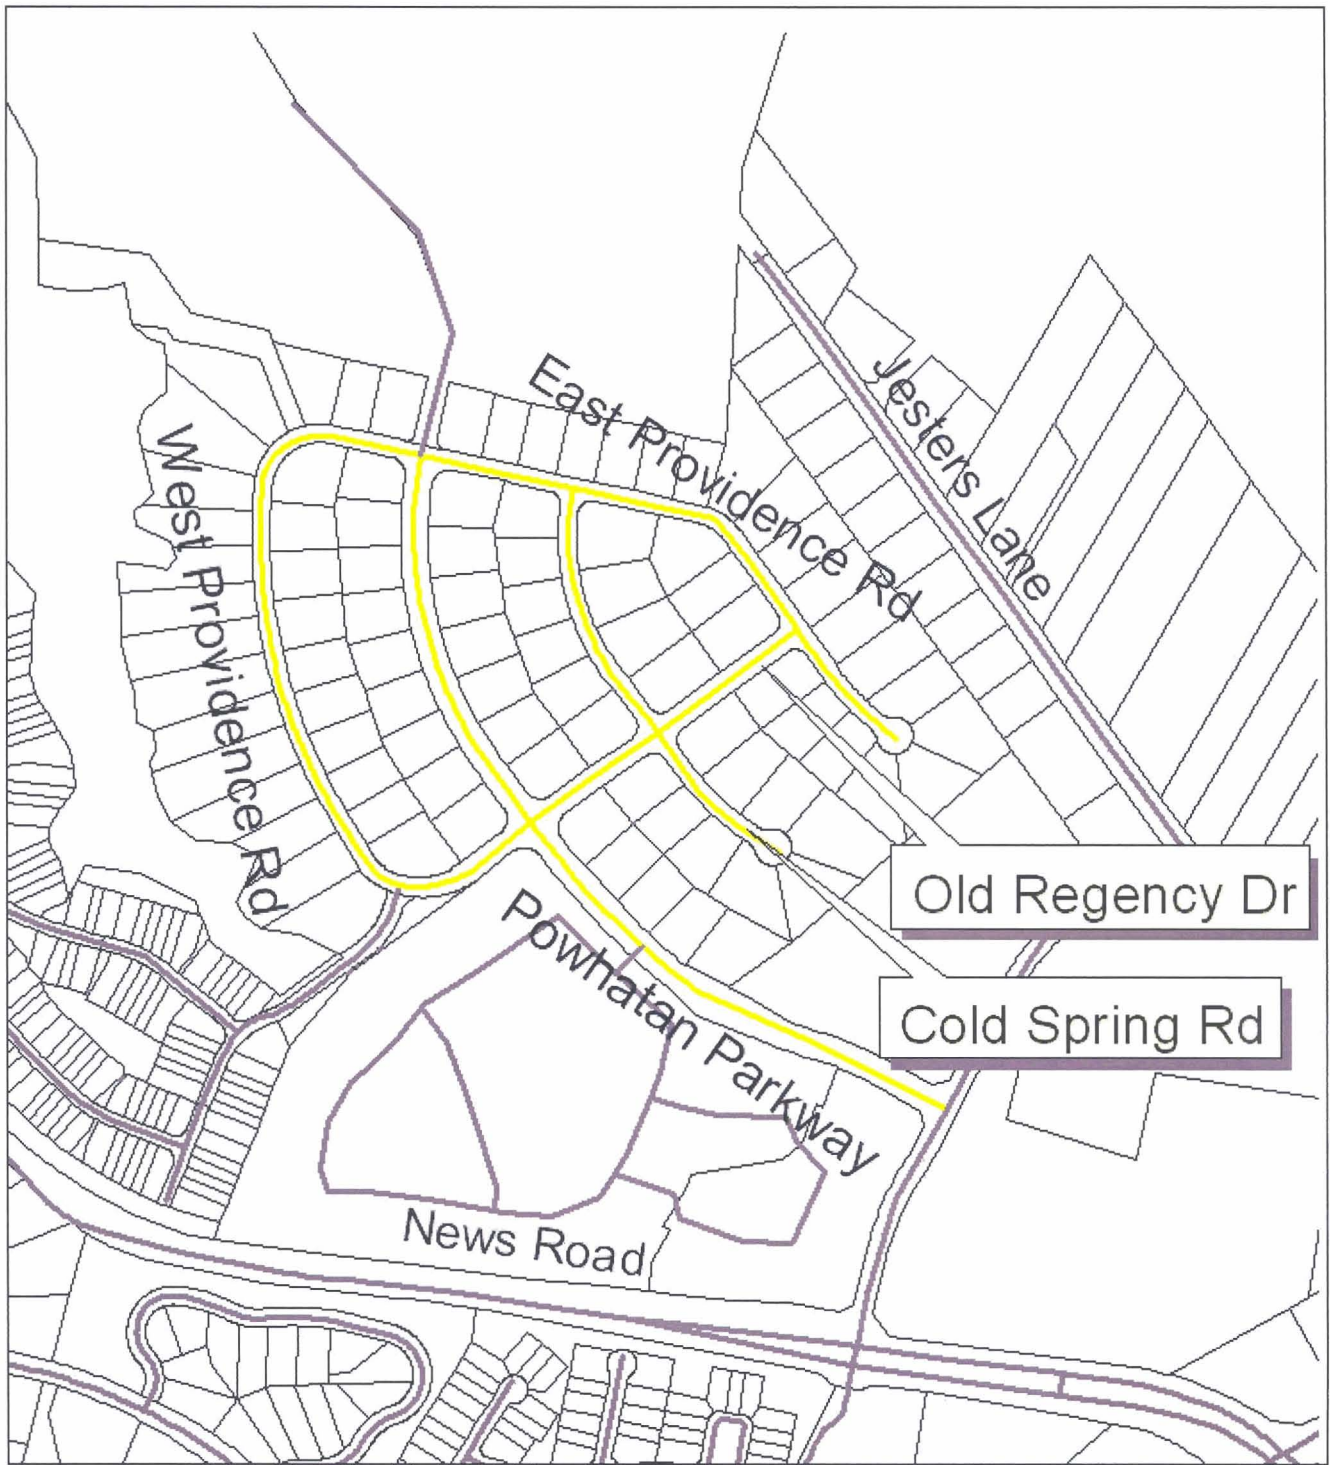 East Providence Rd
Jesters Lane
West Providence Rd
Old Regency Dr
Powhatan Parkway
Cold Spring Rd
News Road